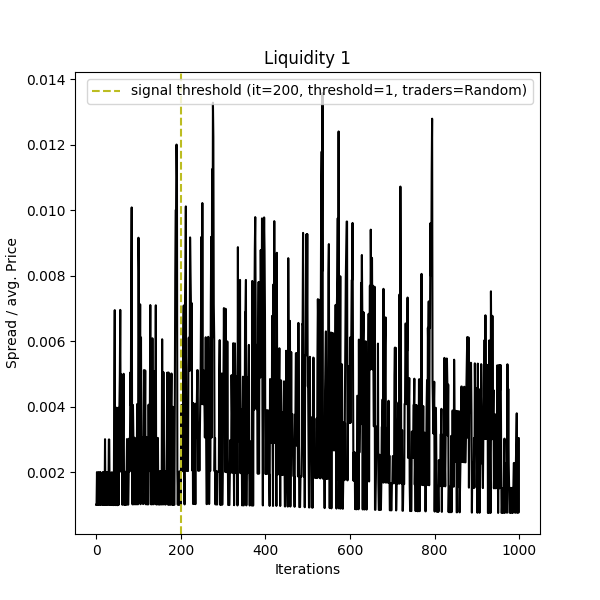 Liquidity 1
signal threshold (it=200, threshold=1, traders=Random)
0.014
0.012
0.010
0.008
0.006
0.004
0.002
Spread / avg. Price
0 200 400 600 800 1000
Iterations